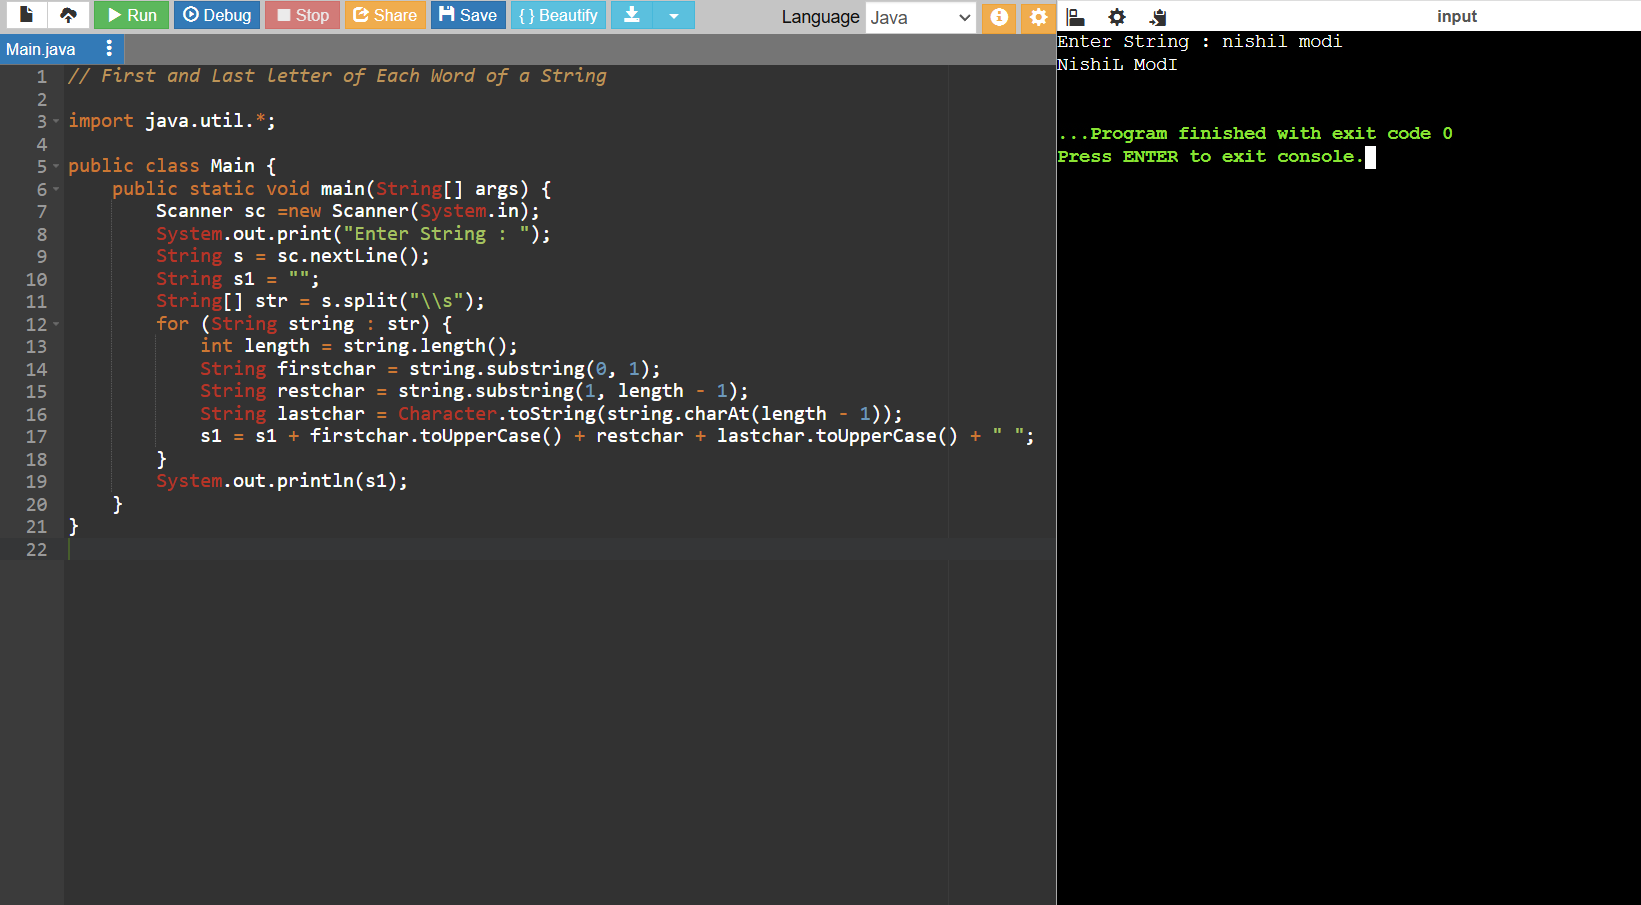 Run Debug Stop Share Save { } Beautify Language Java
Main.java
1 // First and Last letter of Each Word of a String
2
3 import java.util.*;
4
5 public class Main {
6     public static void main(String[] args) {
7         Scanner sc =new Scanner(System.in);
8         System.out.print("Enter String : ");
9         String s = sc.nextLine();
10         String s1 = "";
11         String[] str = s.split("\\s");
12         for (String string : str) {
13             int length = string.length();
14             String firstchar = string.substring(0, 1);
15             String restchar = string.substring(1, length - 1);
16             String lastchar = Character.toString(string.charAt(length - 1));
17             s1 = s1 + firstchar.toUpperCase() + restchar + lastchar.toUpperCase() + " ";
18         }
19         System.out.println(s1);
20     }
21 }
22
input
Enter String : nishil modi
NishiL ModI
...Program finished with exit code 0
Press ENTER to exit console.